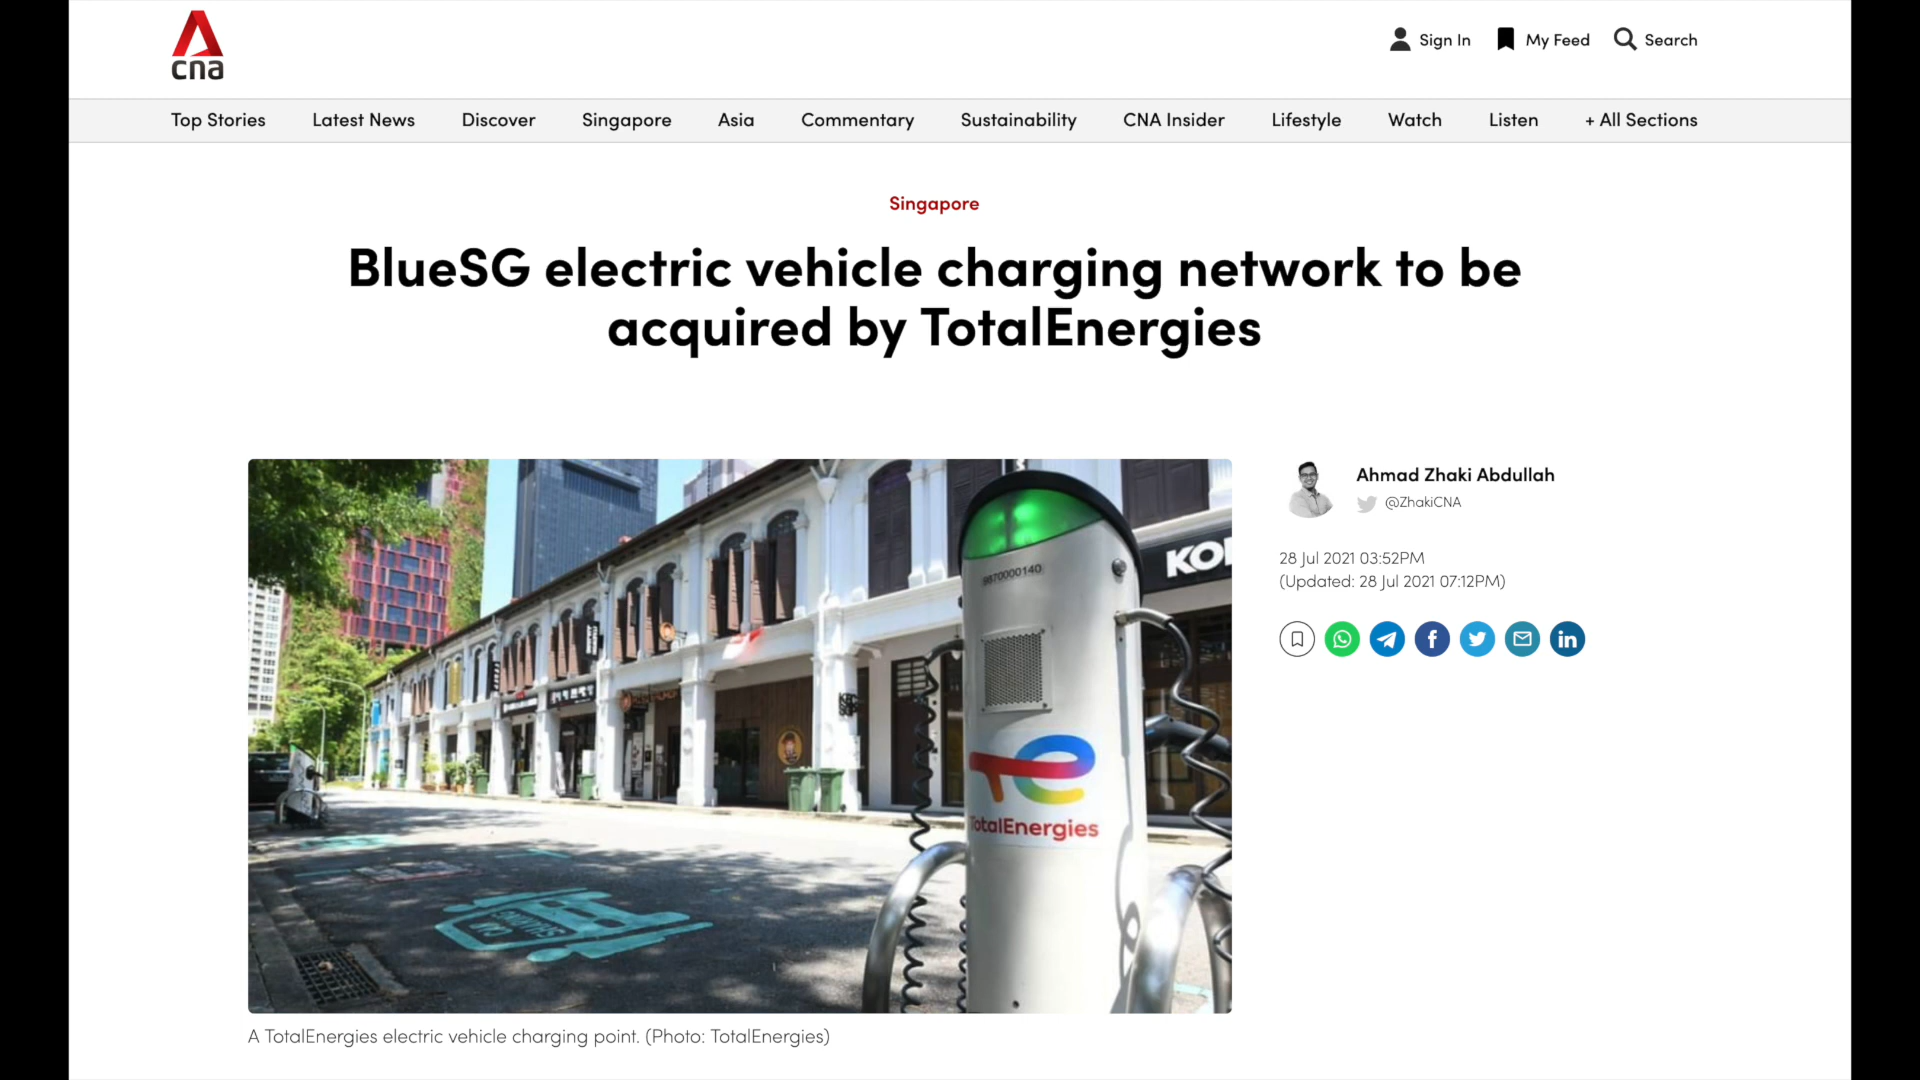 cna
Sign In
My Feed
Search
Top Stories
Latest News
Discover
Singapore
Asia
Commentary
Sustainability
CNA Insider
Lifestyle
Watch
Listen
+ All Sections
Singapore
BlueSG electric vehicle charging network to be
acquired by TotalEnergies
Ahmad Zhaki Abdullah
@ZhakiCNA
28 Jul 2021 03:52PM
(Updated: 28 Jul 2021 07:12PM)
TotalEnergies
CAR
SHARING
A TotalEnergies electric vehicle charging point. (Photo: TotalEnergies)